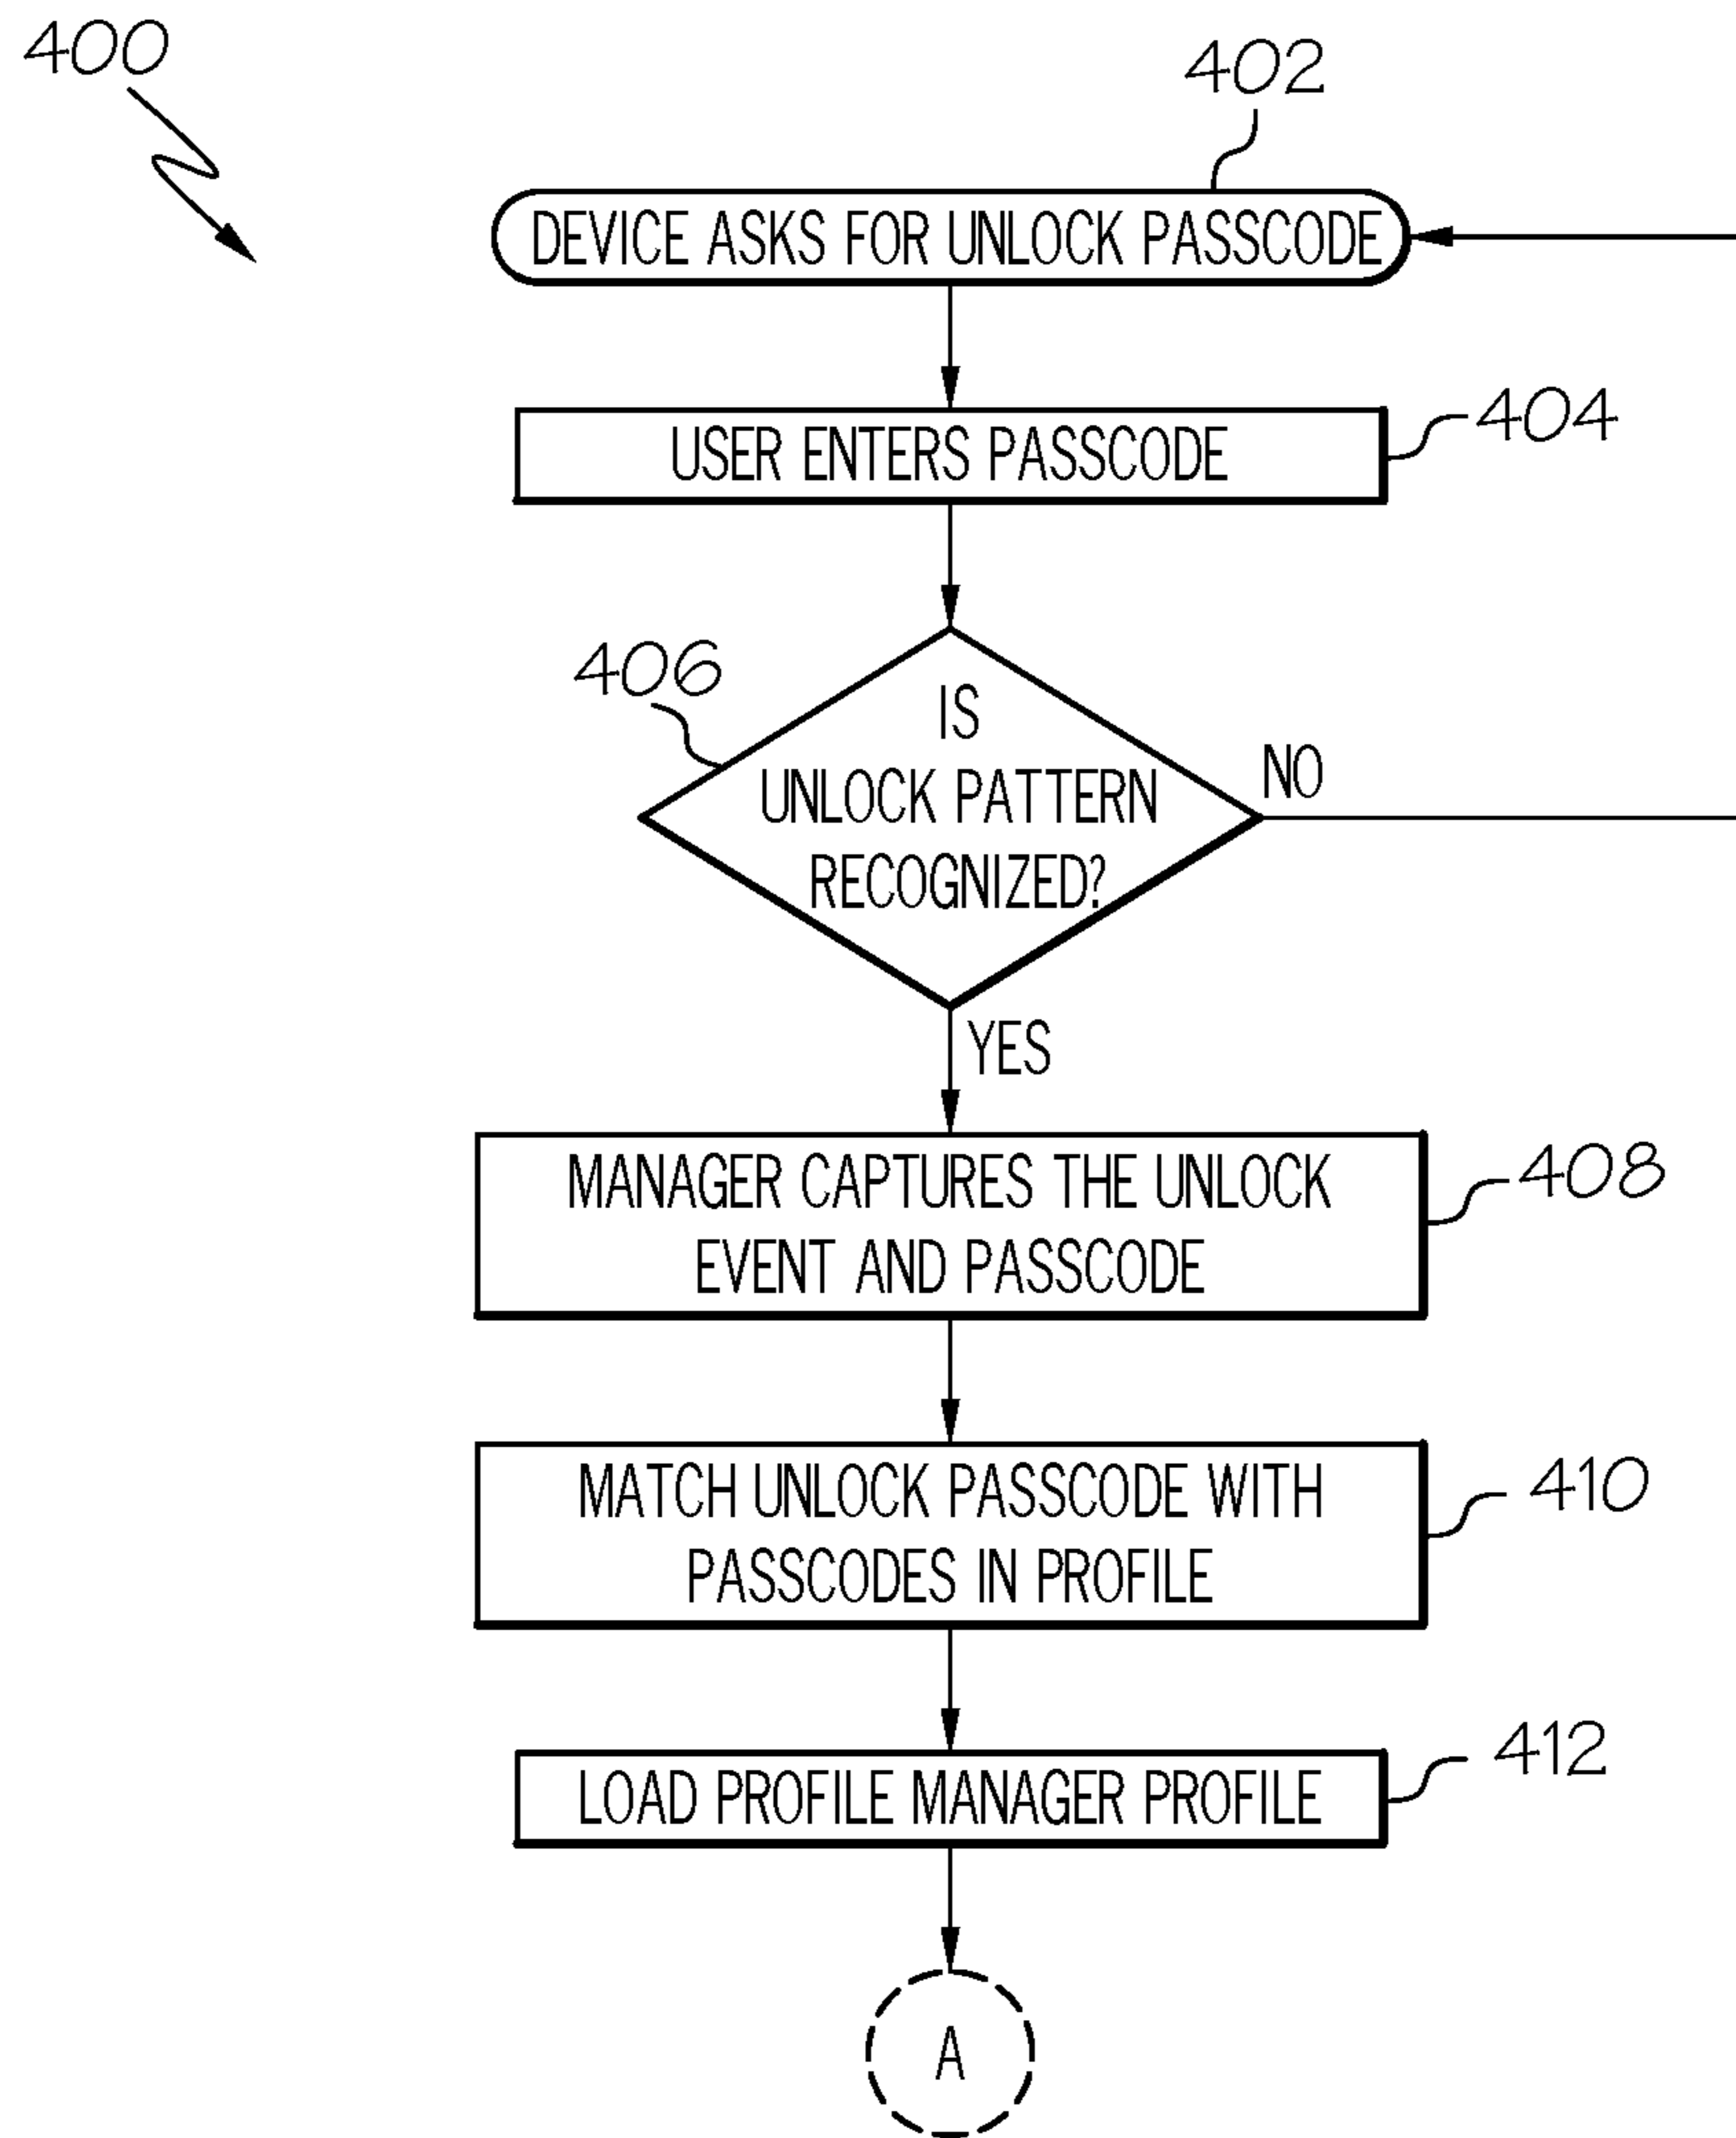 400
402
DEVICE ASKS FOR UNLOCK PASSCODE
USER ENTERS PASSCODE
404
406
IS
UNLOCK PATTERN
RECOGNIZED?
NO
YES
MANAGER CAPTURES THE UNLOCK
EVENT AND PASSCODE
408
MATCH UNLOCK PASSCODE WITH
PASSCODES IN PROFILE
410
LOAD PROFILE MANAGER PROFILE
412
A